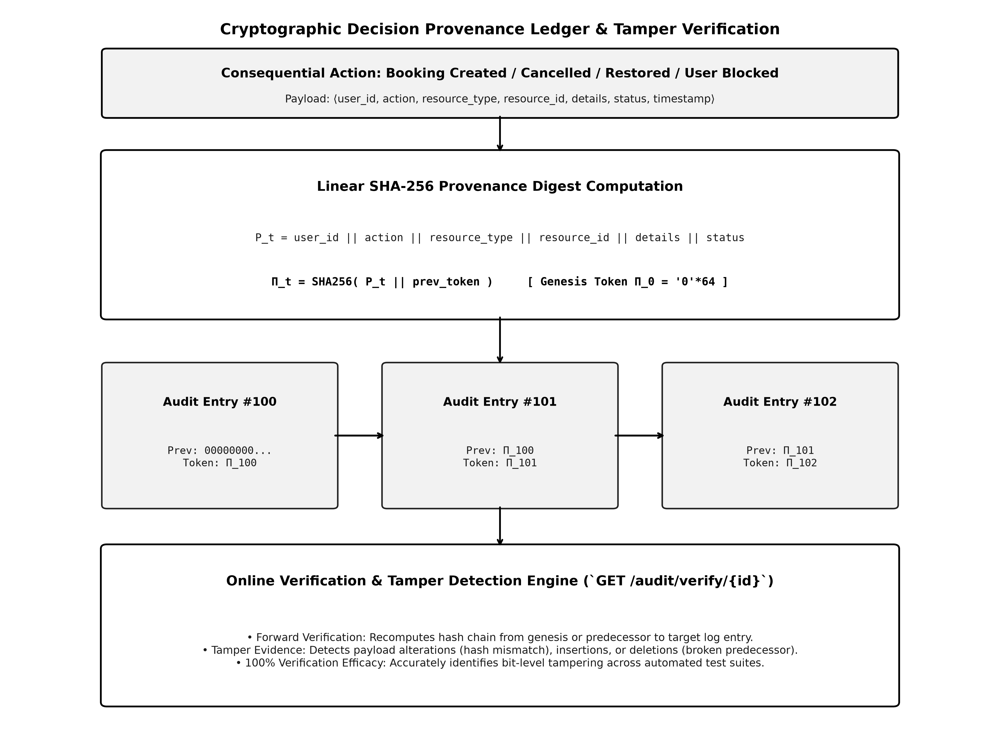 Cryptographic Decision Provenance Ledger & Tamper Verification
Consequential Action: Booking Created / Cancelled / Restored / User Blocked
Payload: ⟨user_id, action, resource_type, resource_id, details, status, timestamp⟩
Linear SHA-256 Provenance Digest Computation
P_t = user_id || action || resource_type || resource_id || details || status
Π_t = SHA256( P_t || prev_token )     [ Genesis Token Π_0 = '0'*64 ]
Audit Entry #100
Prev: 00000000...
Token: Π_100
Audit Entry #101
Prev: Π_100
Token: Π_101
Audit Entry #102
Prev: Π_101
Token: Π_102
Online Verification & Tamper Detection Engine (`GET /audit/verify/{id}`)
• Forward Verification: Recomputes hash chain from genesis or predecessor to target log entry.
• Tamper Evidence: Detects payload alterations (hash mismatch), insertions, or deletions (broken predecessor).
• 100% Verification Efficacy: Accurately identifies bit-level tampering across automated test suites.